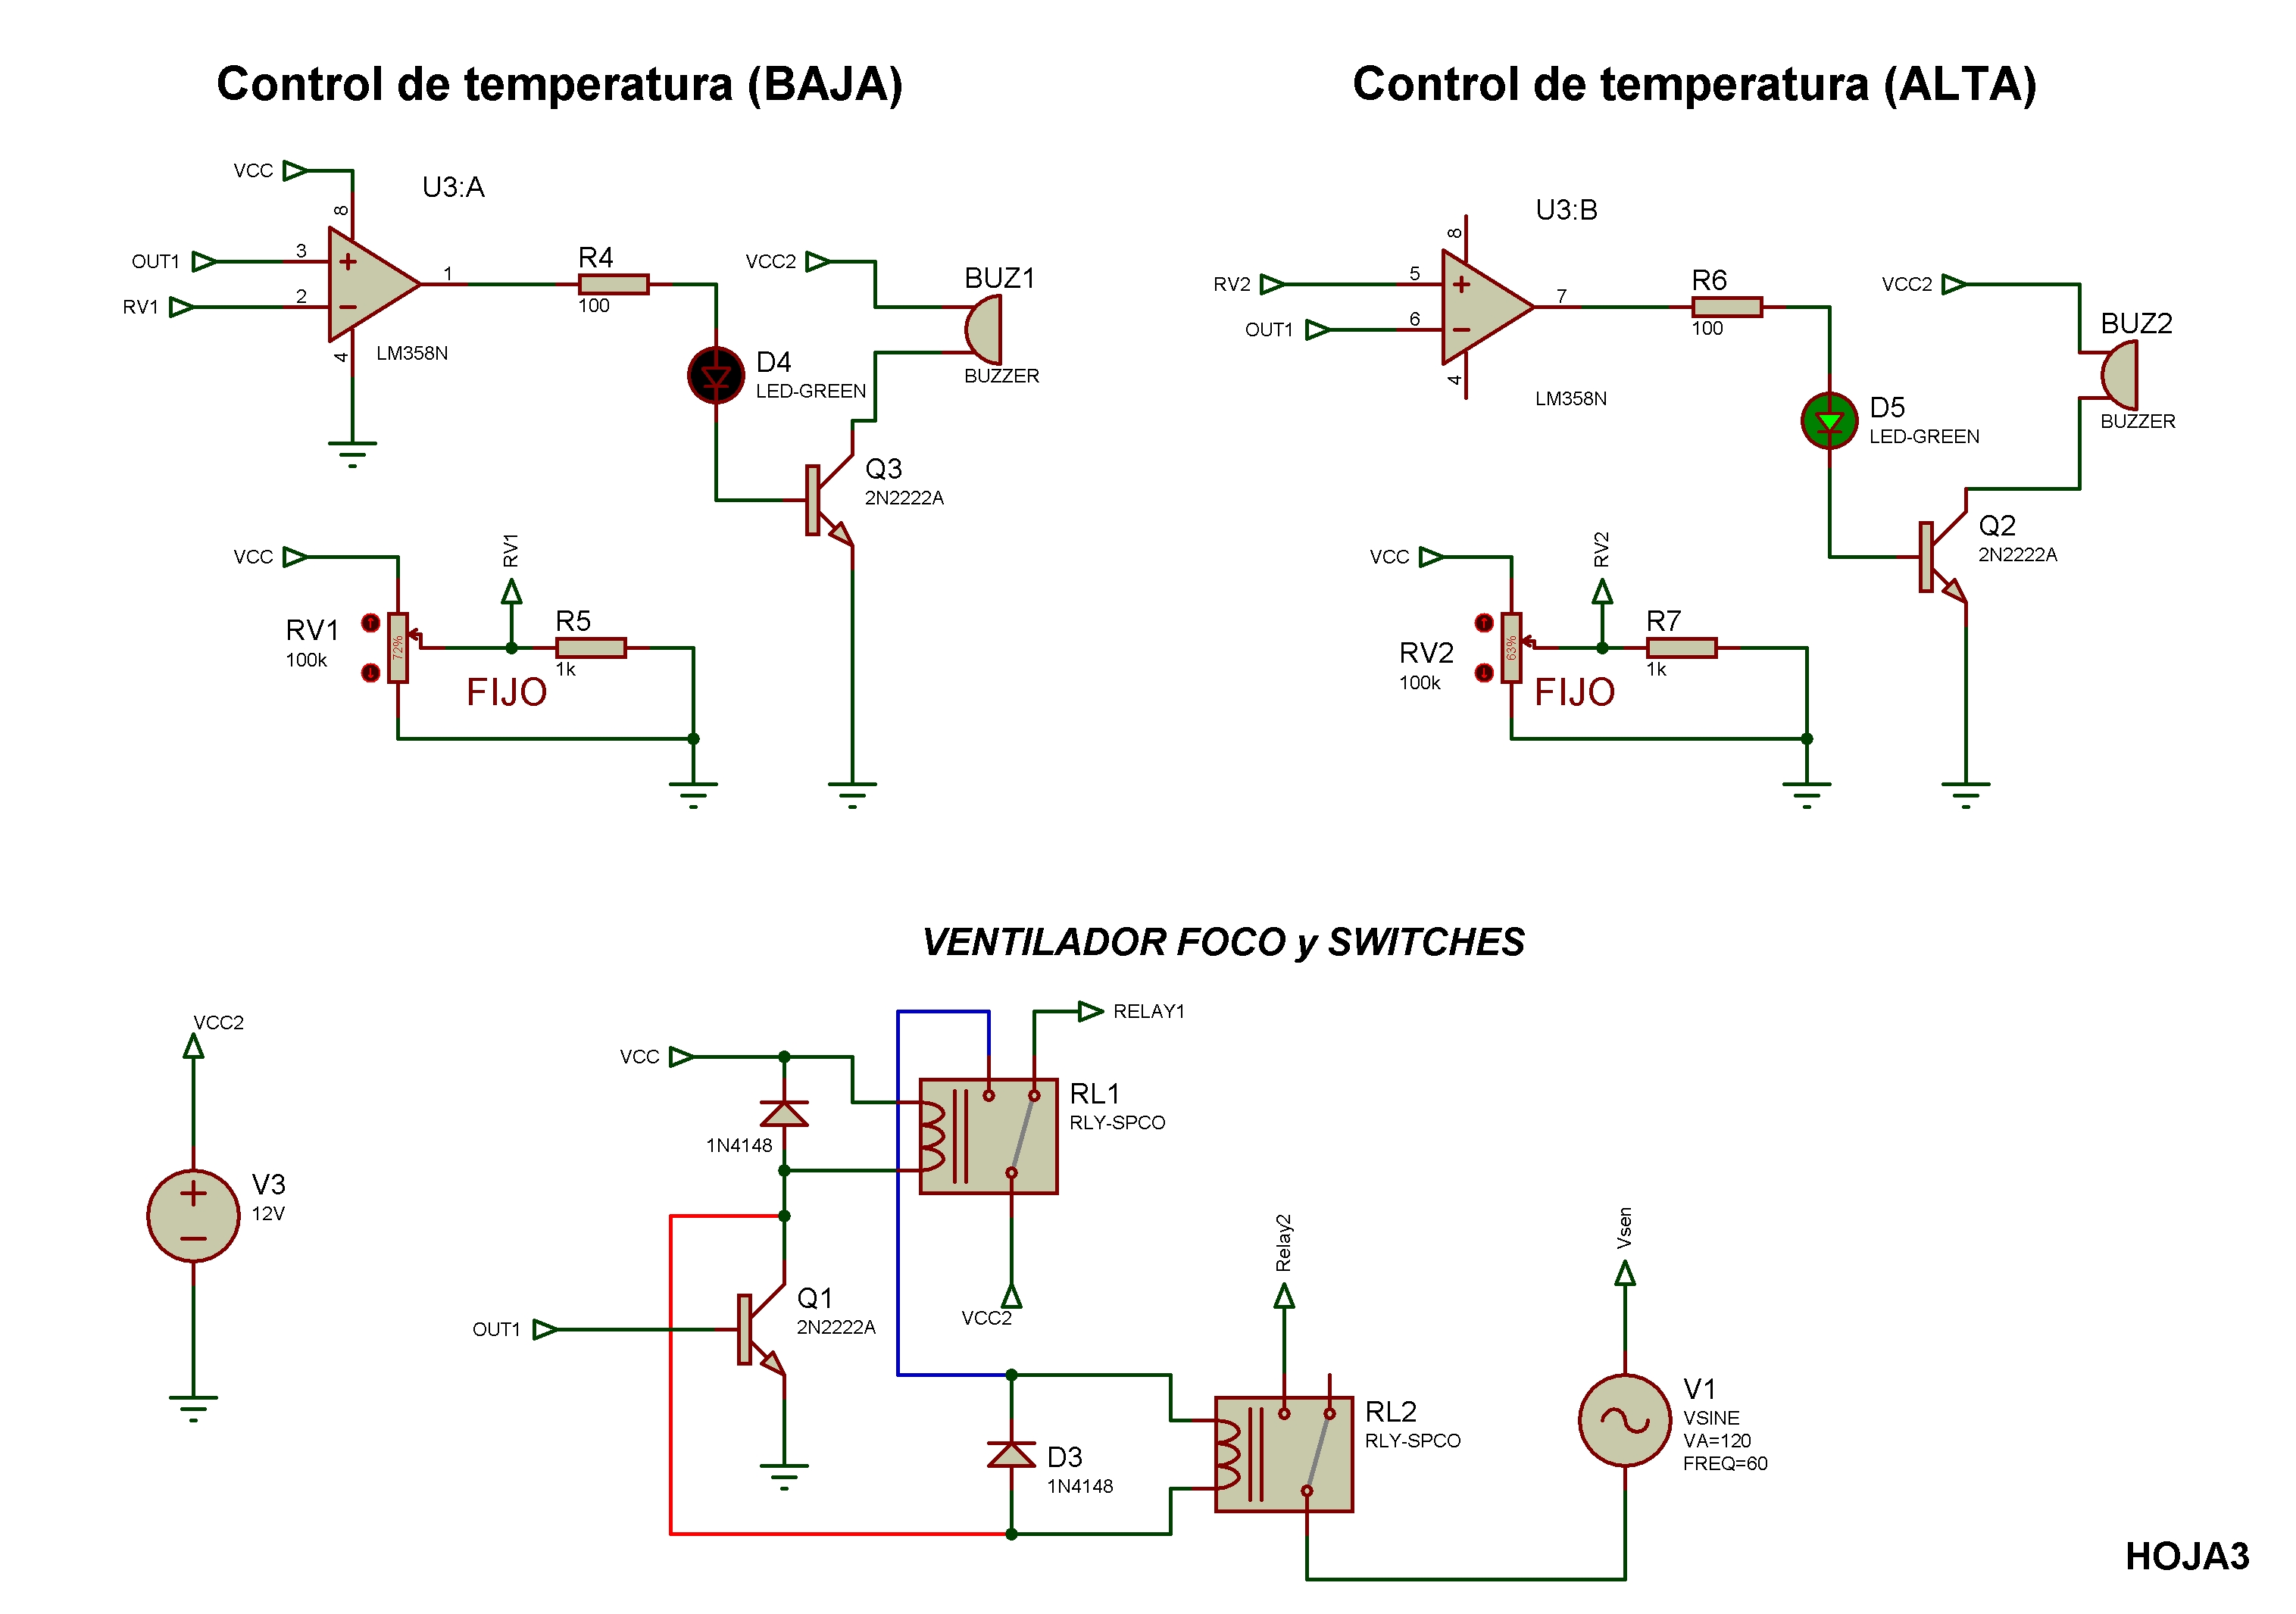 Control de temperatura (BAJA)
VCC
U3:A
8
OUT1
3
RV1
2
1
4
LM358N
R4
100
VCC2
BUZ1
BUZZER
D4
LED-GREEN
Q3
2N2222A
VCC
RV1
100k
72%
RV1
R5
1k
FIJO
Control de temperatura (ALTA)
U3:B
8
RV2
5
OUT1
6
7
4
LM358N
R6
100
VCC2
BUZ2
BUZZER
D5
LED-GREEN
Q2
2N2222A
VCC
RV2
100k
63%
RV2
R7
1k
FIJO
VENTILADOR FOCO y SWITCHES
VCC2
V3
12V
VCC
1N4148
RELAY1
RL1
RLY-SPCO
VCC2
OUT1
Q1
2N2222A
D3
1N4148
Relay2
RL2
RLY-SPCO
Vsen
V1
VSINE
VA=120
FREQ=60
HOJA3